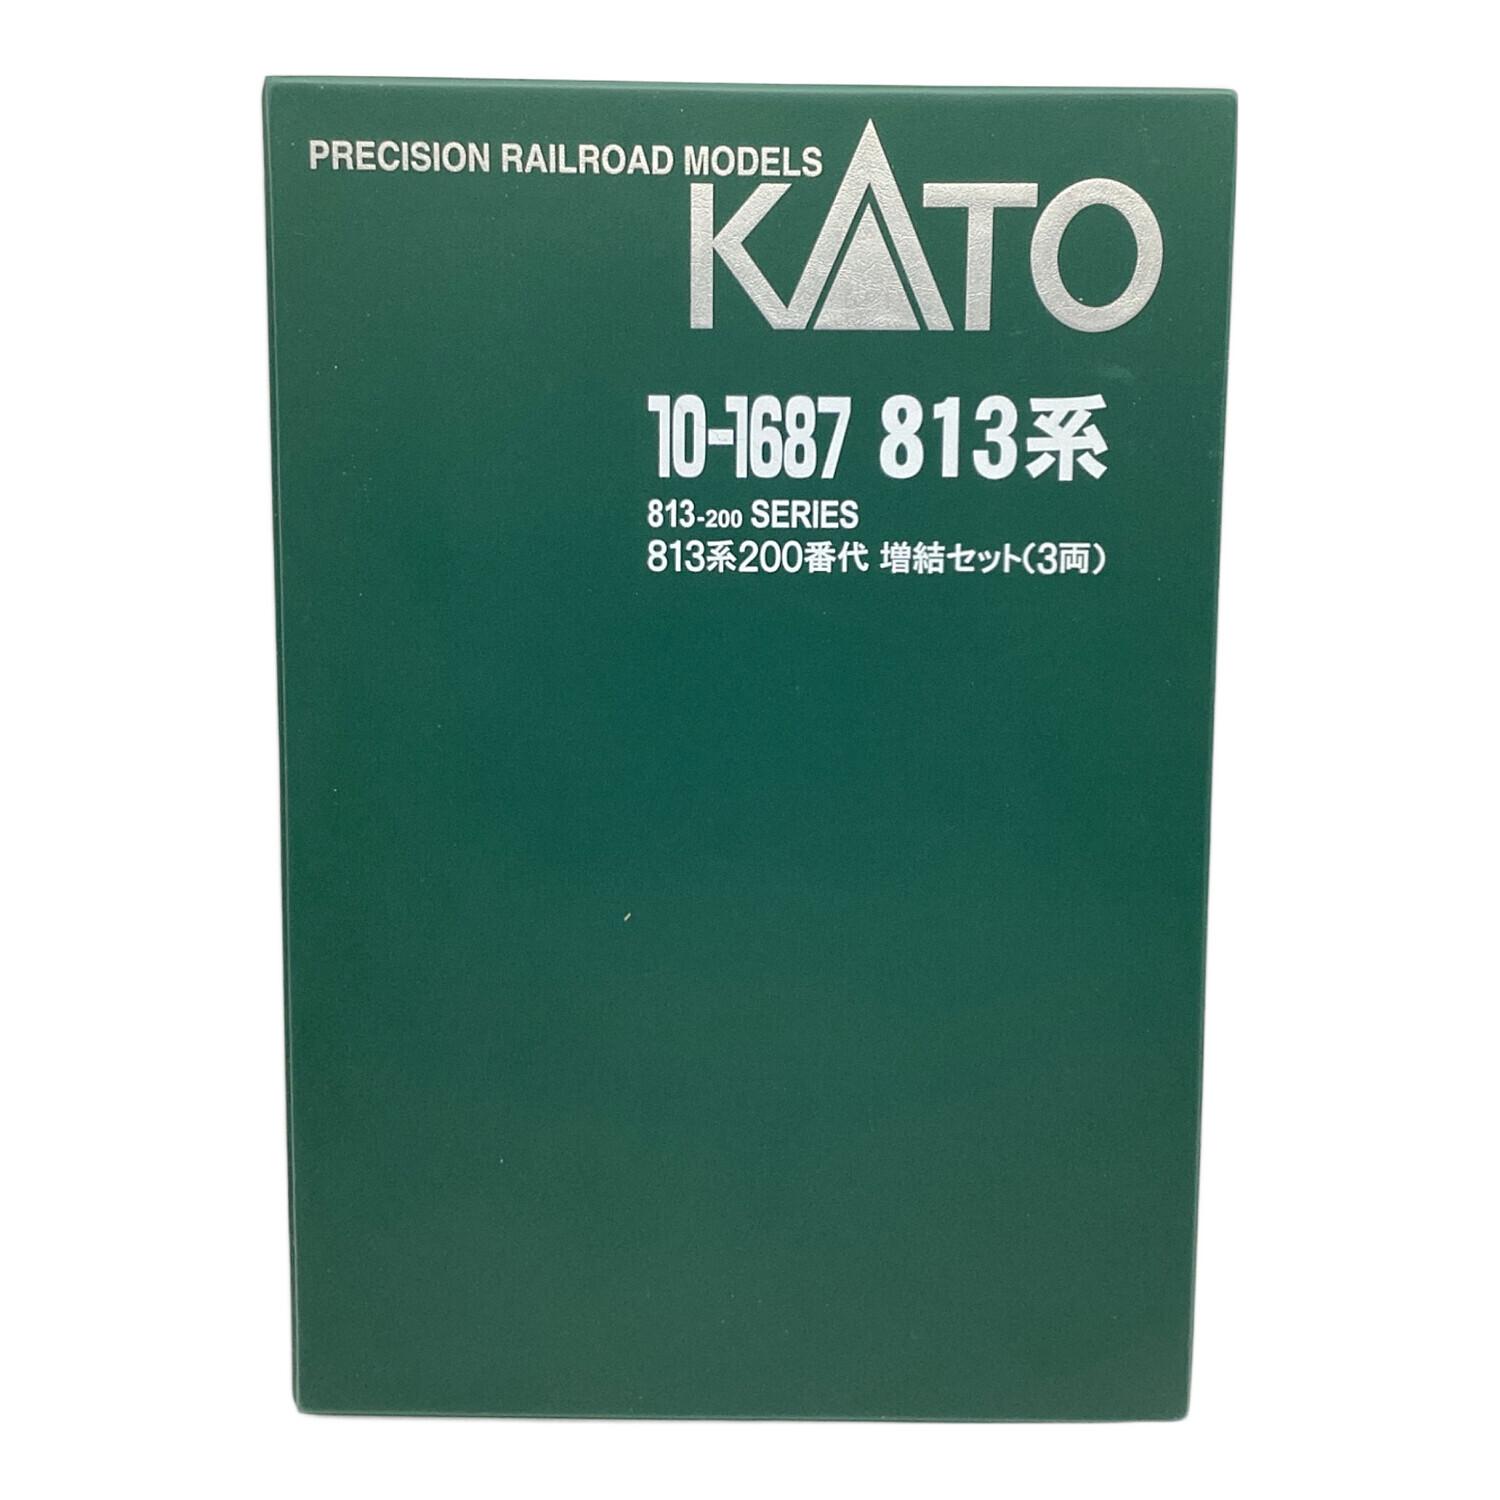 PRECISION RAILROAD MODELS
KATO
10-1687 813系
813-200 SERIES
813系200番代 増結セット(3両)